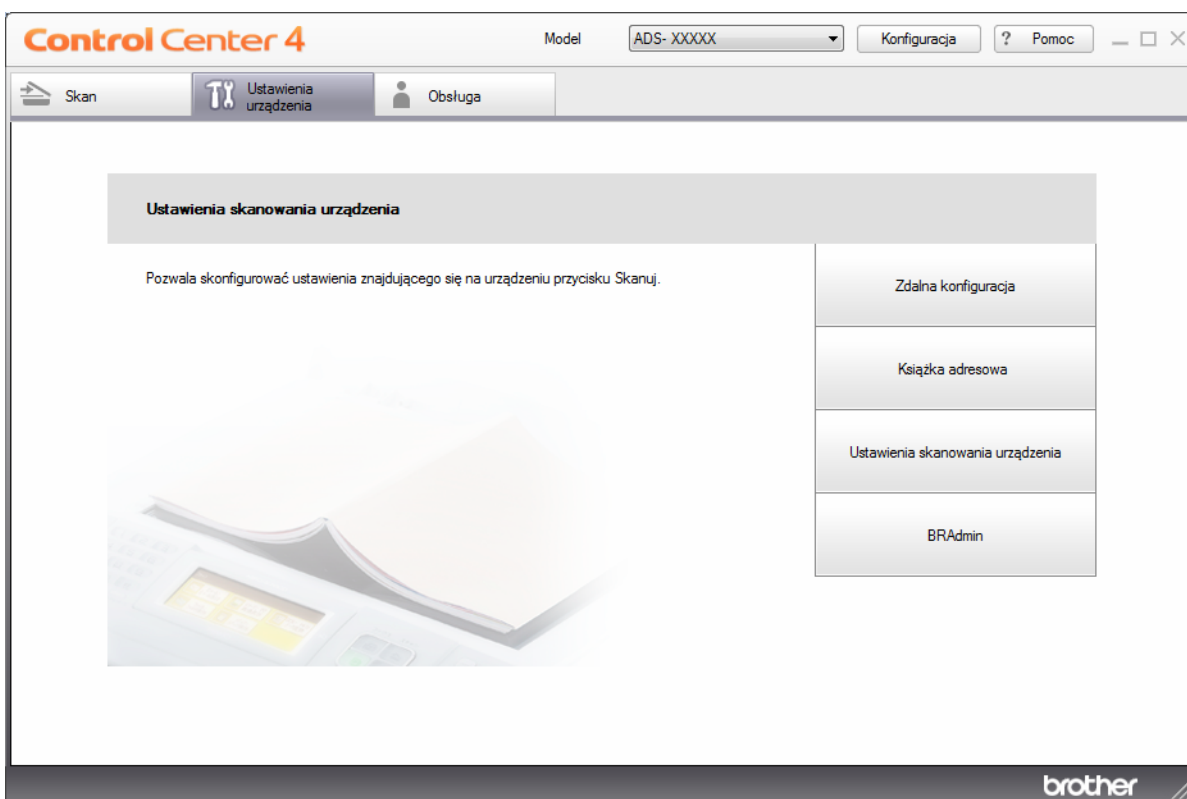 Control Center 4
Model
ADS- XXXXX
Konfiguracja
? Pomoc
Skan
Ustawienia
urządzenia
Obsługa
Ustawienia skanowania urządzenia
Pozwala skonfigurować ustawienia znajdującego się na urządzeniu przycisku Skanuj.
Zdalna konfiguracja
Książka adresowa
Ustawienia skanowania urządzenia
BRAdmin
brother